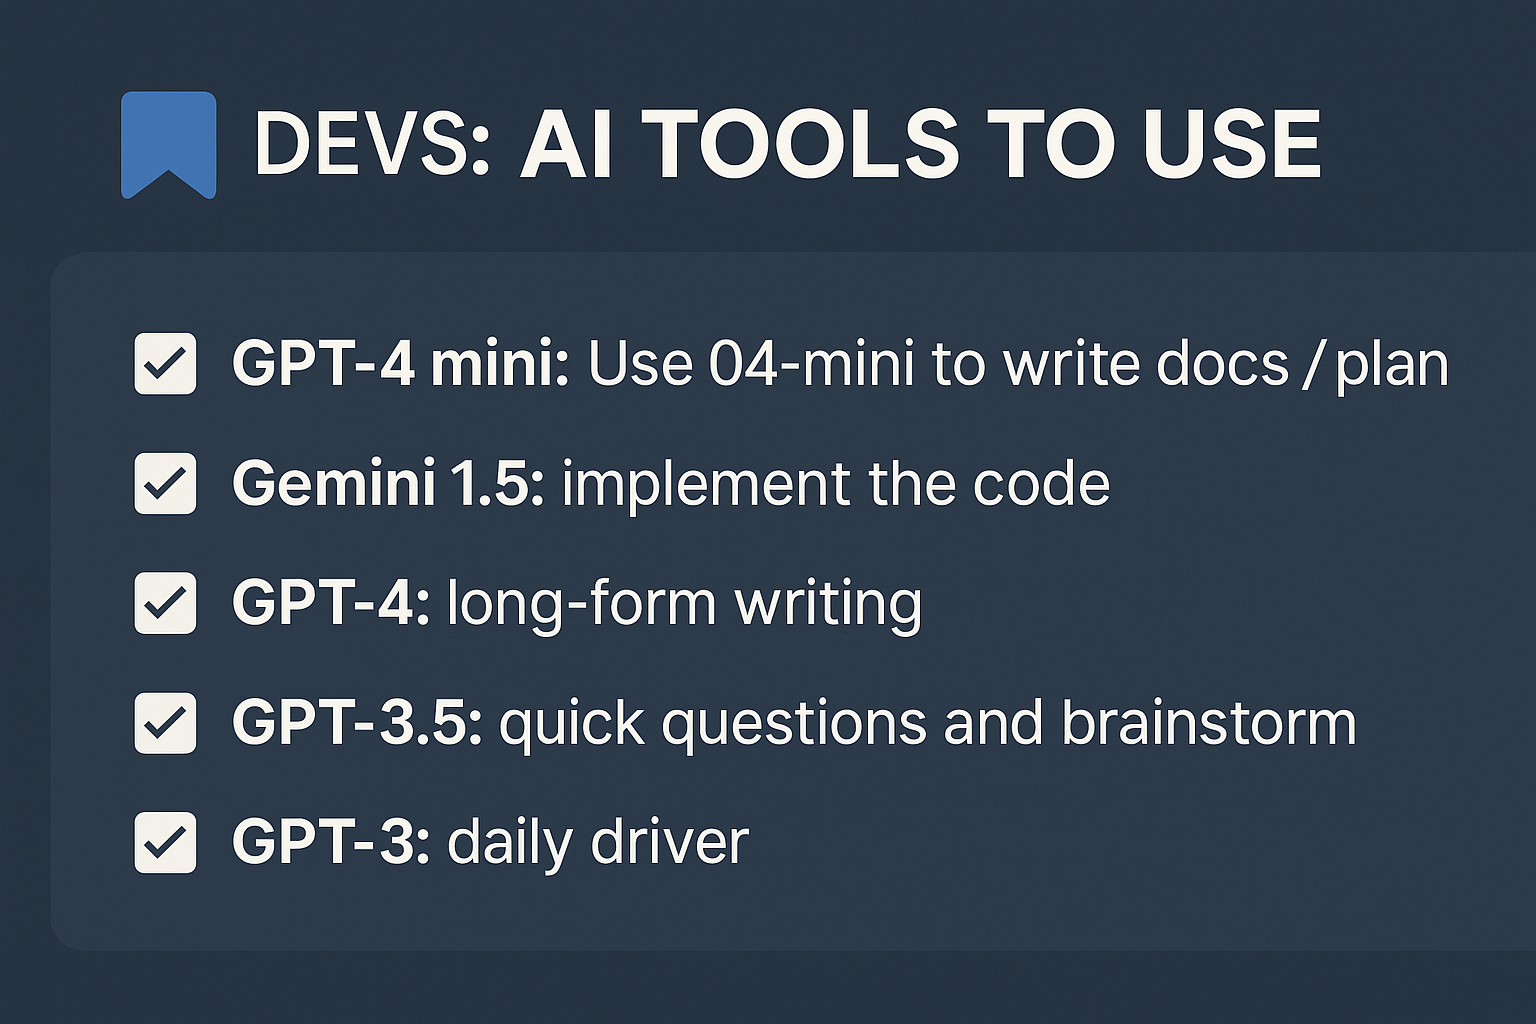 DEVS: AI TOOLS TO USE
GPT-4 mini: Use 04-mini to write docs / plan
Gemini 1.5: implement the code
GPT-4: long-form writing
GPT-3.5: quick questions and brainstorm
GPT-3: daily driver